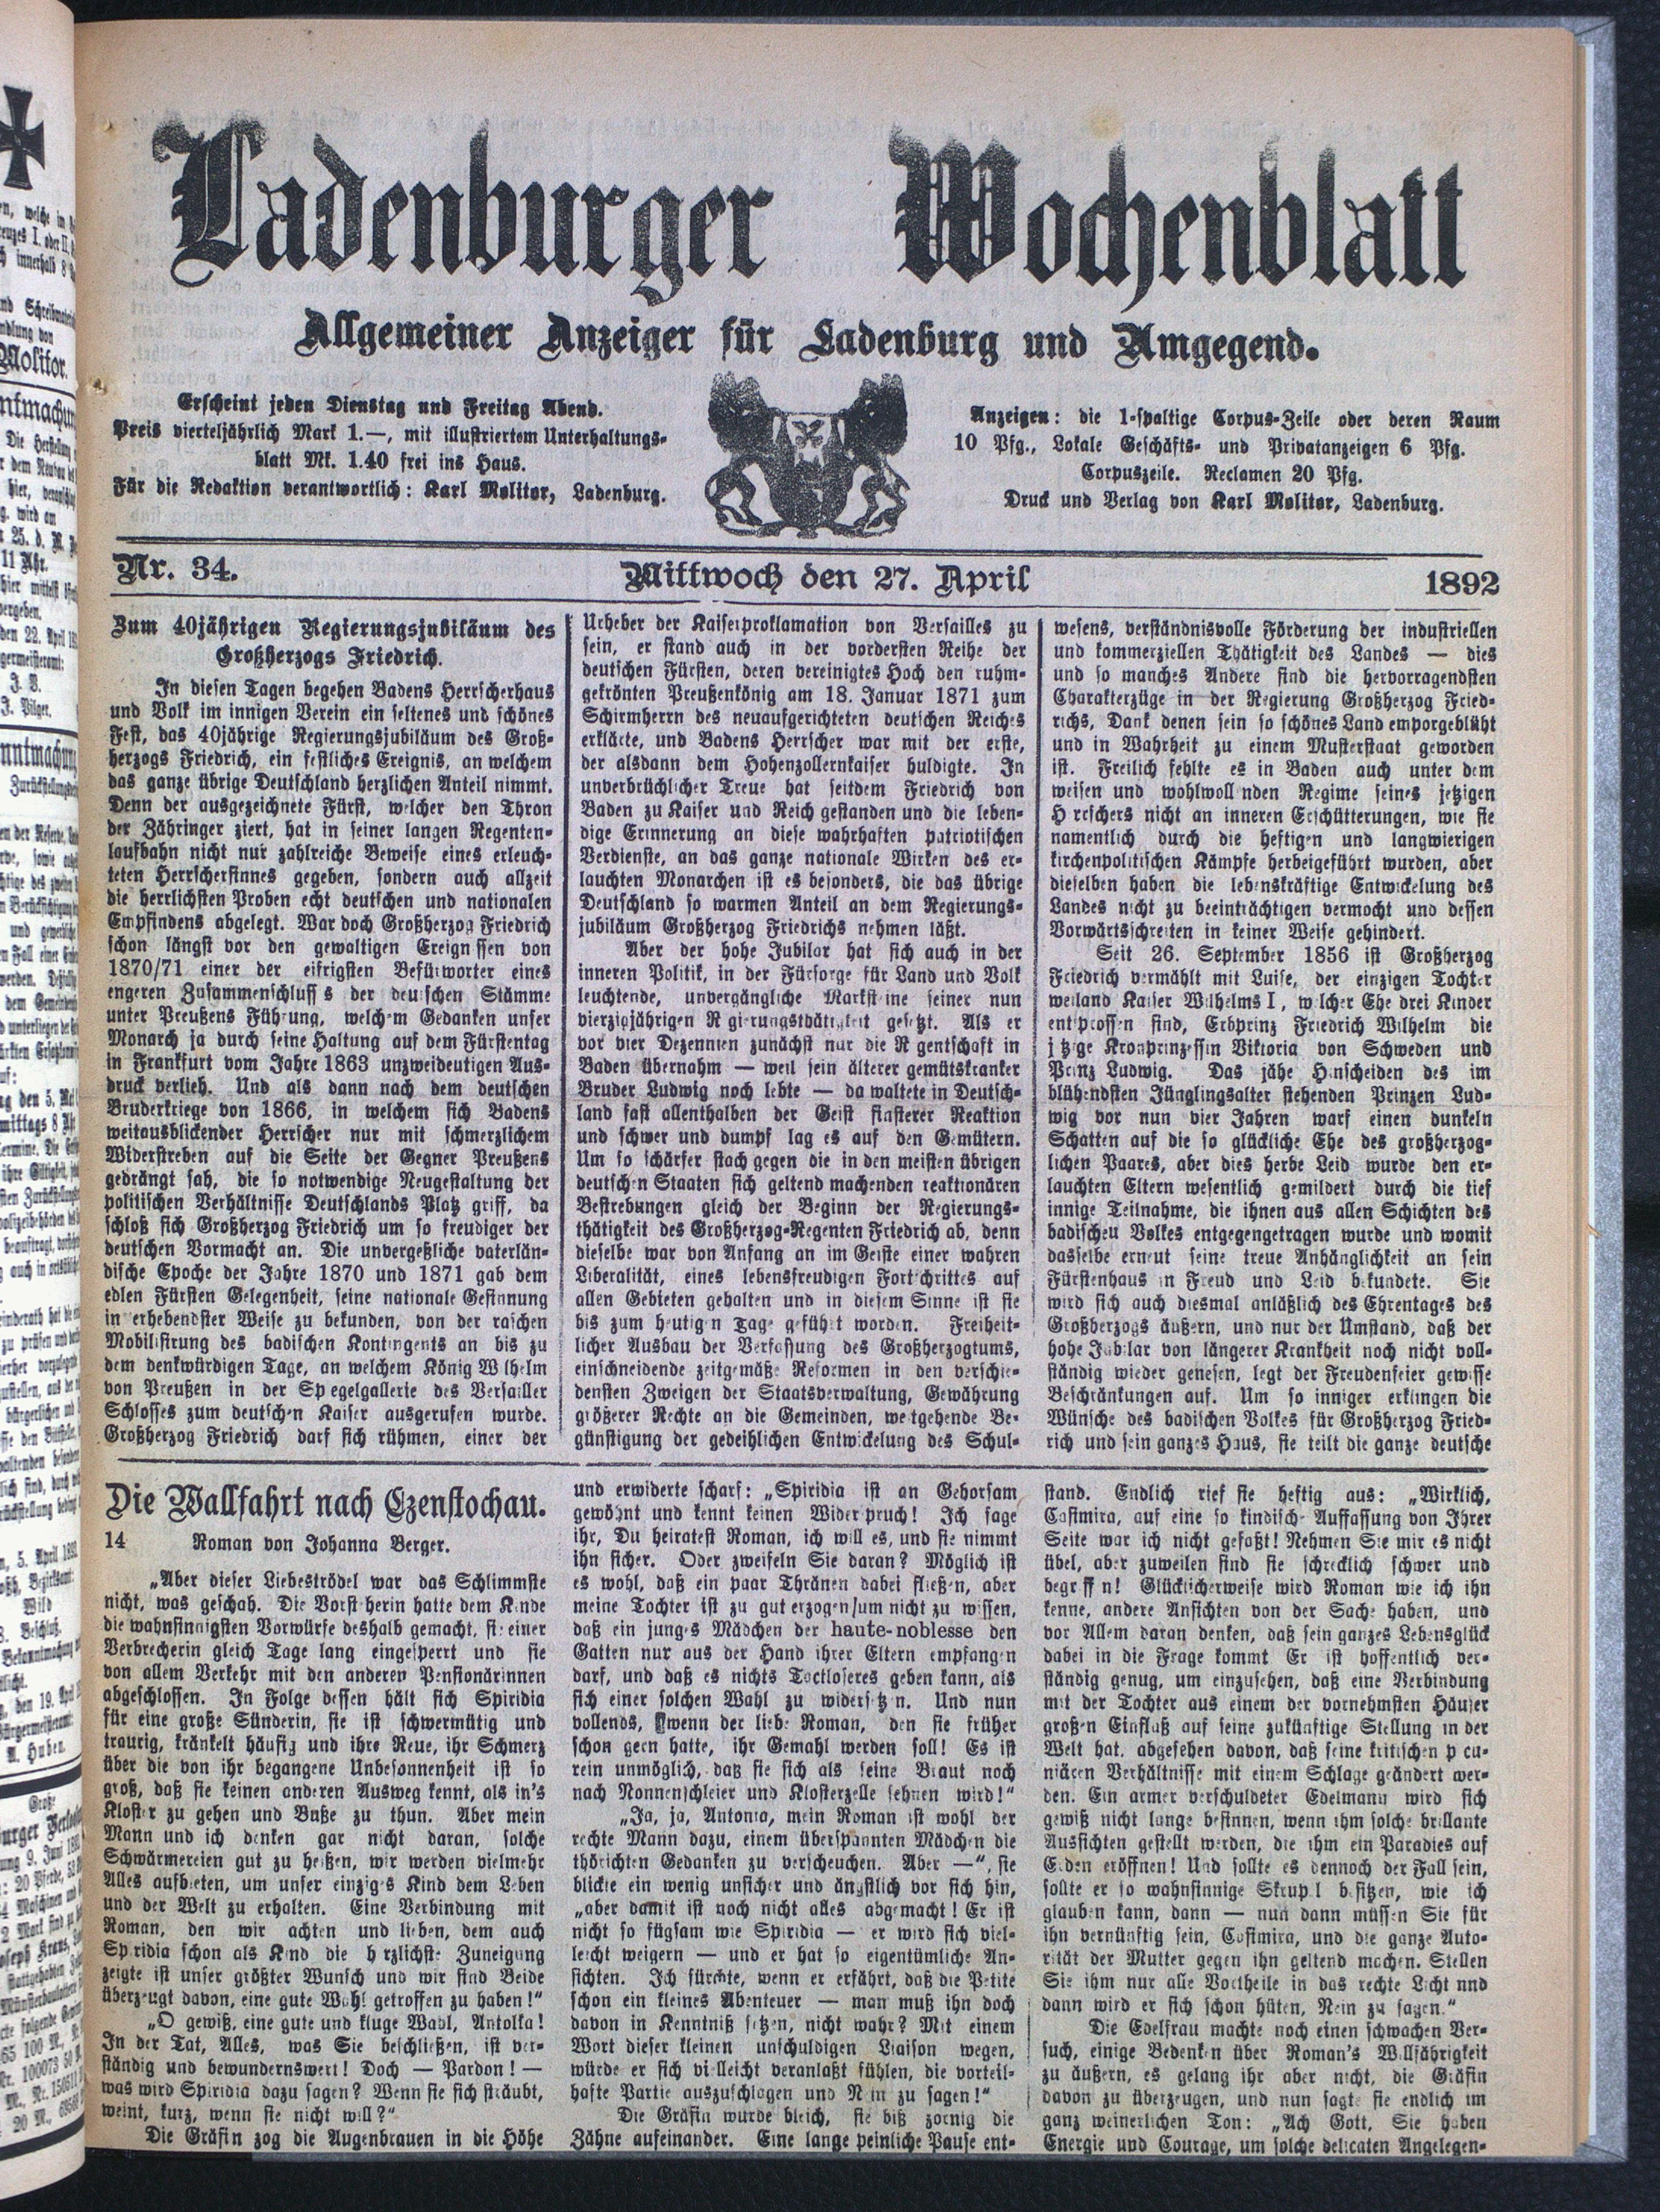 Ladenburger Wochenblatt
Allgemeiner Anzeiger für Ladenburg und Umgegend.
Erscheint jeden Dienstag und Freitag Abend.
Preis vierteljährlich Mark 1.—, mit illustriertem Unterhaltungs-
blatt Mk. 1.40 frei ins Haus.
Für die Redaktion verantwortlich: Karl Molitor, Ladenburg.
Anzeigen: die 1-spaltige Corpus-Zeile oder deren Raum
10 Pfg., Lokale Geschäfts- und Privatanzeigen 6 Pfg.
Corpuszeile. Reclamen 20 Pfg.
Druck und Verlag von Karl Molitor, Ladenburg.
Nr. 34. Mittwoch den 27. April 1892
Zum 40jährigen Regierungsjubiläum des
Großherzogs Friedrich.
In diesen Tagen begehen Badens Herrscherhaus
und Volk im innigen Verein ein seltenes und schönes
Fest, das 40jährige Regierungsjubiläum des Groß-
herzogs Friedrich, ein festliches Ereignis, an welchem
das ganze übrige Deutschland herzlichen Anteil nimmt.
Denn der ausgezeichnete Fürst, welcher den Thron
der Zähringer ziert, hat in seiner langen Regenten-
laufbahn nicht nur zahlreiche Beweise eines erleuch-
teten Herrschersinnes gegeben, sondern auch allzeit
die herrlichsten Proben echt deutschen und nationalen
Empfindens abgelegt. War doch Großherzog Friedrich
schon längst vor den gewaltigen Ereign ssen von
1870/71 einer der eifrigsten Befürworter eines
engeren Zusammenschluss s der deutschen Stämme
unter Preußens Führung, welchem Gedanken unser
Monarch ja durch seine Haltung auf dem Fürstentag
in Frankfurt vom Jahre 1863 unzweideutigen Aus-
druck verlieh. Und als dann nach dem deutschen
Bruderkriege von 1866, in welchem sich Badens
weitausblickender Herrscher nur mit schmerzlichem
Widerstreben auf die Seite der Gegner Preußens
gedrängt sah, die so notwendige Neugestaltung der
politischen Verhältnisse Deutschlands Platz griff, da
schloß sich Großherzog Friedrich um so freudiger der
deutschen Vormacht an. Die unvergeßliche vaterlän-
dische Epoche der Jahre 1870 und 1871 gab dem
edlen Fürsten Gelegenheit, seine nationale Gesinnung
in erhebendster Weise zu bekunden, von der raschen
Mobilisirung des badischen Kontingents an bis zu
dem denkwürdigen Tage, an welchem König W lhelm
von Preußen in der Sp egelgallerie des Versailler
Schlosses zum deutschen Kaiser ausgerufen wurde.
Großherzog Friedrich darf sich rühmen, einer der
Urheber der Kaiserproklamation von Versailles zu
sein, er stand auch in der vordersten Reihe der
deutschen Fürsten, deren vereinigtes Hoch den ruhm-
gekrönten Preußenkönig am 18. Januar 1871 zum
Schirmherrn des neuaufgerichteten deutschen Reiches
erklärte, und Badens Herrscher war mit der erste,
der alsdann dem Hohenzollernkaiser huldigte. In
unverbrüchlicher Treue hat seitdem Friedrich von
Baden zu Kaiser und Reich gestanden und die leben-
dige Erinnerung an diese wahrhaften patriotischen
Verdienste, an das ganze nationale Wirken des er-
lauchten Monarchen ist es besonders, die das übrige
Deutschland so warmen Anteil an dem Regierungs-
jubiläum Großherzog Friedrichs nehmen läßt.
Aber der hohe Jubilar hat sich auch in der
inneren Politik, in der Fürsorge für Land und Volk
leuchtende, unvergängliche Markst ine seiner nun
vierzigjährigen R gierungsthätigkeit gesetzt. Als er
vor vier Dezennien zunächst nur die R gentschaft in
Baden übernahm — weil sein älterer gemütskranker
Bruder Ludwig noch lebte — da waltete in Deutsch-
land fast allenthalben der Geist finsterer Reaktion
und schwer und dumpf lag es auf den Gemütern.
Um so schärfer stach gegen die in den meisten übrigen
deutschen Staaten sich geltend machenden reaktionären
Bestrebungen gleich der Beginn der Regierungs-
thätigkeit des Großherzog-Regenten Friedrich ab, denn
dieselbe war von Anfang an im Geiste einer wahren
Liberalität, eines lebensfreudigen Fortschrittes auf
allen Gebieten gehalten und in diesem Sinne ist sie
bis zum heutigen Tage geführt worden. Freiheit-
licher Ausbau der Verfassung des Großherzogtums,
einschneidende zeitgemäße Reformen in den verschie-
densten Zweigen der Staatsverwaltung, Gewährung
größerer Rechte an die Gemeinden, weitgehende Be-
günstigung der gedeihlichen Entwickelung des Schul-
wesens, verständnisvolle Förderung der industriellen
und kommerziellen Thätigkeit des Landes — dies
und so manches Andere sind die hervorragendsten
Charakterzüge in der Regierung Großherzog Fried-
richs, Dank denen sein so schönes Land emporgeblüht
und in Wahrheit zu einem Musterstaat geworden
ist. Freilich fehlte es in Baden auch unter dem
weisen und wohlwoll nden Regime seines jetzigen
H rrschers nicht an inneren Erschütterungen, wie sie
namentlich durch die heftigen und langwierigen
kirchenpolitischen Kämpfe herbeigeführt wurden, aber
dieselben haben die lebenskräftige Entwickelung des
Landes nicht zu beeinträchtigen vermocht und dessen
Vorwärtsschreiten in keiner Weise gehindert.
Seit 26. September 1856 ist Großherzog
Friedrich vermählt mit Luise, der einzigen Tochter
weiland Kaiser Wilhelms I, w lcher Ehe drei Kinder
entsprossen sind, Erbprinz Friedrich Wilhelm die
j tzige Kronprinzessin Viktoria von Schweden und
Prinz Ludwig. Das jähe Hinscheiden des im
blühendsten Jünglingsalter stehenden Prinzen Lud-
wig vor nun vier Jahren warf einen dunkeln
Schatten auf die so glückliche Ehe des großherzog-
lichen Paares, aber dies herbe Leid wurde den er-
lauchten Eltern wesentlich gemildert durch die tief
innige Teilnahme, die ihnen aus allen Schichten des
badischen Volkes entgegengetragen wurde und womit
dasselbe erneut seine treue Anhänglichkeit an sein
Fürstenhaus in Freud und Leid bekundete. Sie
wird sich auch diesmal anläßlich des Ehrentages des
Großherzogs äußern, und nur der Umstand, daß der
hohe Jubilar von längerer Krankheit noch nicht voll-
ständig wieder genesen, legt der Freudenfeier gewisse
Beschränkungen auf. Um so inniger erklingen die
Wünsche des badischen Volkes für Großherzog Fried-
rich und sein ganzes Haus, sie teilt die ganze deutsche
Die Wallfahrt nach Czenstochau.
14 Roman von Johanna Berger.
„Aber dieser Liebeströdel war das Schlimmste
nicht, was geschah. Die Vorst herin hatte dem Kinde
die wahnsinnigsten Vorwürfe deshalb gemacht, sie einer
Verbrecherin gleich Tage lang eingesperrt und sie
von allem Verkehr mit den anderen Pensionärinnen
abgeschlossen. In Folge dessen hält sich Spiridia
für eine große Sünderin, sie ist schwermütig und
traurig, kränkelt häufig und ihre Reue, ihr Schmerz
über die von ihr begangene Unbesonnenheit ist so
groß, daß sie keinen anderen Ausweg kennt, als in's
Kloster zu gehen und Buße zu thun. Aber mein
Mann und ich denken gar nicht daran, solche
Schwärmereien gut zu heißen, wir werden vielmehr
Alles aufbieten, um unser einziges Kind dem Leben
und der Welt zu erhalten. Eine Verbindung mit
Roman, den wir achten und lieben, dem auch
Sp ridia schon als Kind die h rzlichste Zuneigung
zeigte ist unser größter Wunsch und wir sind Beide
überzeugt davon, eine gute Wahl getroffen zu haben!“
„O gewiß, eine gute und kluge Wahl, Antolka!
In der Tat, Alles, was Sie beschließen, ist ver-
ständig und bewundernswert! Doch — Pardon! —
was wird Spiridia dazu sagen? Wenn sie sich sträubt,
weint, kurz, wenn sie nicht will?“
Die Gräfin zog die Augenbrauen in die Höhe
und erwiderte scharf: „Spiridia ist an Gehorsam
gewöhnt und kennt keinen Widerspruch! Ich sage
ihr, Du heiratest Roman, ich will es, und sie nimmt
ihn sicher. Oder zweifeln Sie daran? Möglich ist
es wohl, daß ein paar Thränen dabei fließen, aber
meine Tochter ist zu gut erzogen/um nicht zu wissen,
daß ein junges Mädchen der haute-noblesse den
Gatten nur aus der Hand ihrer Eltern empfangen
darf, und daß es nichts Tactloseres geben kann, als
sich einer solchen Wahl zu widersetzen. Und nun
vollends, wenn der liebe Roman, den sie früher
schon gern hatte, ihr Gemahl werden soll! Es ist
rein unmöglich, daß sie sich als seine Braut noch
nach Nonnenschleier und Klosterzelle sehnen wird!“
„Ja, ja, Antonia, mein Roman ist wohl der
rechte Mann dazu, einem überspannten Mädchen die
thörichten Gedanken zu verscheuchen. Aber —“, sie
blickte ein wenig unsicher und ängstlich vor sich hin,
„aber damit ist noch nicht alles abgemacht! Er ist
nicht so fügsam wie Spiridia — er wird sich viel-
leicht weigern — und er hat so eigentümliche An-
sichten. Ich fürchte, wenn er erfährt, daß die Petite
schon ein kleines Abenteuer — man muß ihn doch
davon in Kenntniß setzen, nicht wahr? Mit einem
Wort dieser kleinen unschuldigen Liaison wegen,
würde er sich vielleicht veranlaßt fühlen, die vorteil-
hafte Partie auszuschlagen und N in zu sagen!“
Die Gräfin wurde bleich, sie biß zornig die
Zähne aufeinander. Eine lange peinliche Pause ent-
stand. Endlich rief sie heftig aus: „Wirklich,
Casimira, auf eine so kindische Auffassung von Ihrer
Seite war ich nicht gefaßt! Nehmen Sie mir es nicht
übel, aber zuweilen sind sie schrecklich schwer und
begr ff n! Glücklicherweise wird Roman wie ich ihn
kenne, andere Ansichten von der Sache haben, und
vor Allem daran denken, daß sein ganzes Lebensglück
dabei in die Frage kommt Er ist hoffentlich ver-
ständig genug, um einzusehen, daß eine Verbindung
mit der Tochter aus einem der vornehmsten Häuser
großen Einfluß auf seine zukünftige Stellung in der
Welt hat, abgesehen davon, daß seine kritischen p cu-
niären Verhältnisse mit einem Schlage geändert wer-
den. Ein armer verschuldeter Edelmann wird sich
gewiß nicht lange besinnen, wenn ihm solche brillante
Aussichten gestellt werden, die ihm ein Paradies auf
Erden eröffnen! Und sollte es dennoch der Fall sein,
sollte er so wahnsinnige Skrup l besitzen, wie ich
glauben kann, dann — nun dann müssen Sie für
ihn vernünftig sein, Casimira, und die ganze Auto-
rität der Mutter gegen ihn geltend machen. Stellen
Sie ihm nur alle Vortheile in das rechte Licht nnd
dann wird er sich schon hüten, Nein zu sagen.“
Die Edelfrau machte noch einen schwachen Ver-
such, einige Bedenken über Roman's Willfährigkeit
zu äußern, es gelang ihr aber nicht, die Gräfin
davon zu überzeugen, und nun sagte sie endlich im
ganz weinerlichen Ton: „Ach Gott, Sie haben
Energie und Courage, um solche delicaten Angelegen-